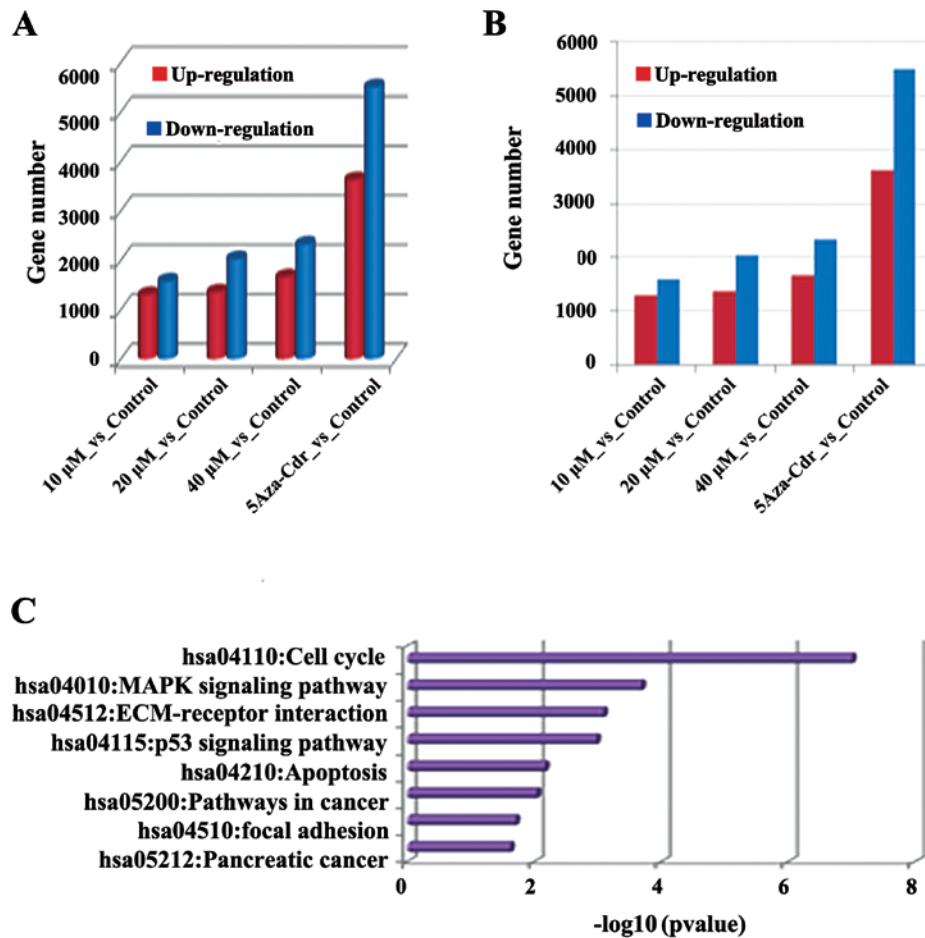 A
6000
5000
4000
3000
2000
1000
0
Gene number
Up-regulation
Down-regulation
10 µM_vs_Control
20 µM_vs_Control
40 µM_vs_Control
5Aza-Cdr_vs_Control
B
6000
5000
4000
3000
00
1000
0
Gene number
Up-regulation
Down-regulation
10 µM_vs_Control
20 µM_vs_Control
40 µM_vs_Control
5Aza-Cdr_vs_Control
C
hsa04110:Cell cycle
hsa04010:MAPK signaling pathway
hsa04512:ECM-receptor interaction
hsa04115:p53 signaling pathway
hsa04210:Apoptosis
hsa05200:Pathways in cancer
hsa04510:focal adhesion
hsa05212:Pancreatic cancer
0 2 4 6 8
-log10 (pvalue)